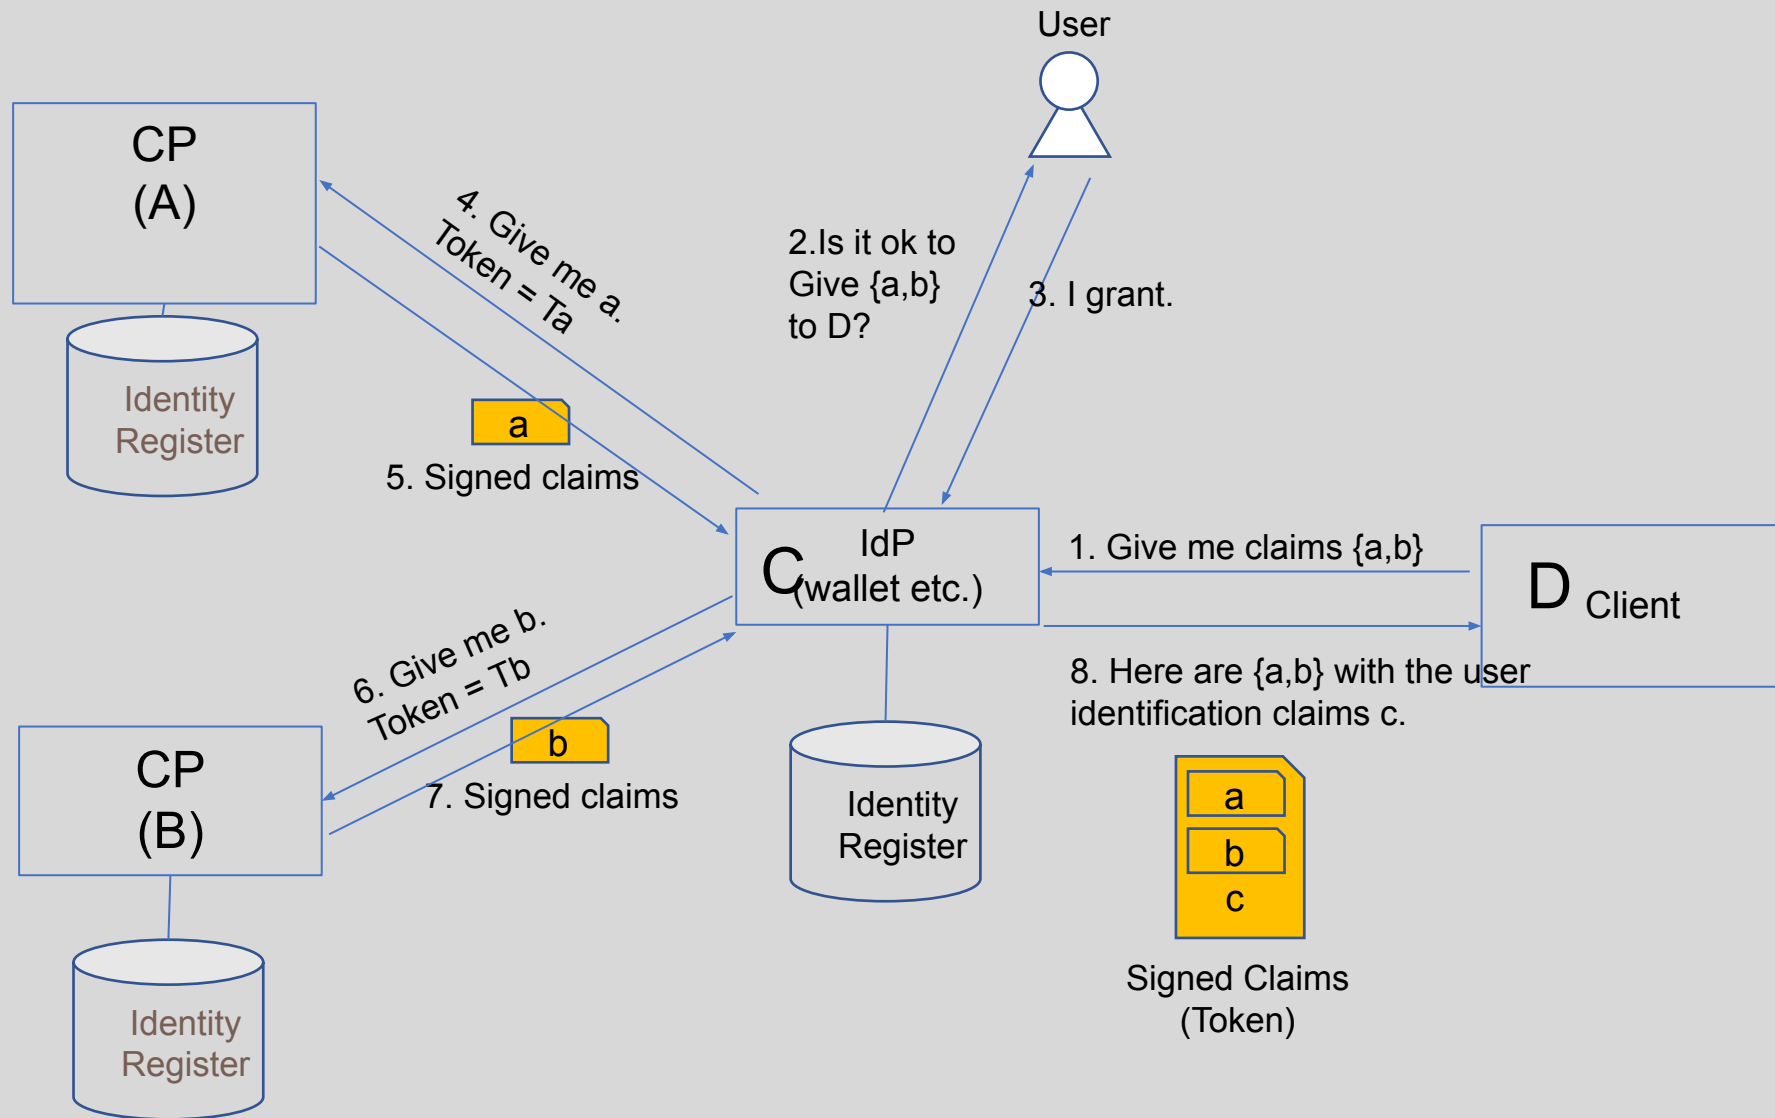 User
CP
(A)
4. Give me a.
Token = Ta
2.Is it ok to
Give {a,b}
to D?
3. I grant.
Identity
Register
a
5. Signed claims
C
IdP
(wallet etc.)
1. Give me claims {a,b}
D
Client
6. Give me b.
Token = Tb
8. Here are {a,b} with the user
identification claims c.
CP
(B)
b
7. Signed claims
Identity
Register
a
b
c
Signed Claims
(Token)
Identity
Register